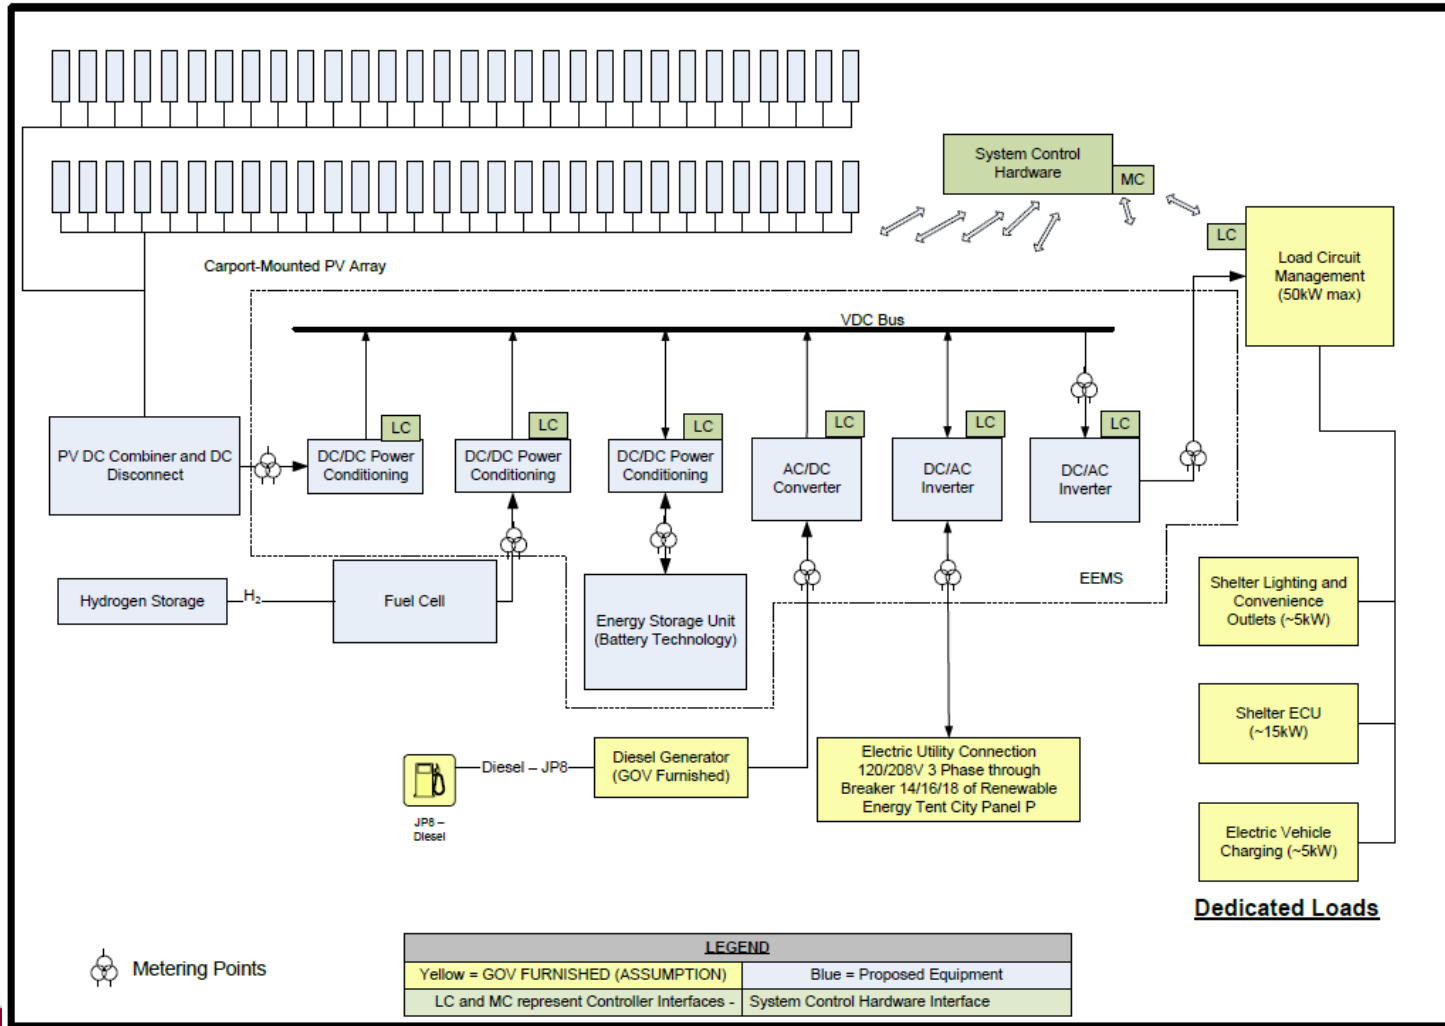 System Control
Hardware
MC
LC
Load Circuit
Management
(50kW max)
Carport-Mounted PV Array
VDC Bus
PV DC Combiner and DC
Disconnect
LC
DC/DC Power
Conditioning
LC
DC/DC Power
Conditioning
LC
DC/DC Power
Conditioning
LC
AC/DC
Converter
LC
DC/AC
Inverter
LC
DC/AC
Inverter
EEMS
Hydrogen Storage
H2
Fuel Cell
Energy Storage Unit
(Battery Technology)
Shelter Lighting and
Convenience
Outlets (~5kW)
Shelter ECU
(~15kW)
Electric Vehicle
Charging (~5kW)
Dedicated Loads
JP8 –
Diesel
Diesel – JP8
Diesel Generator
(GOV Furnished)
Electric Utility Connection
120/208V 3 Phase through
Breaker 14/16/18 of Renewable
Energy Tent City Panel P
Metering Points
LEGEND
Yellow = GOV FURNISHED (ASSUMPTION)
Blue = Proposed Equipment
LC and MC represent Controller Interfaces -
System Control Hardware Interface